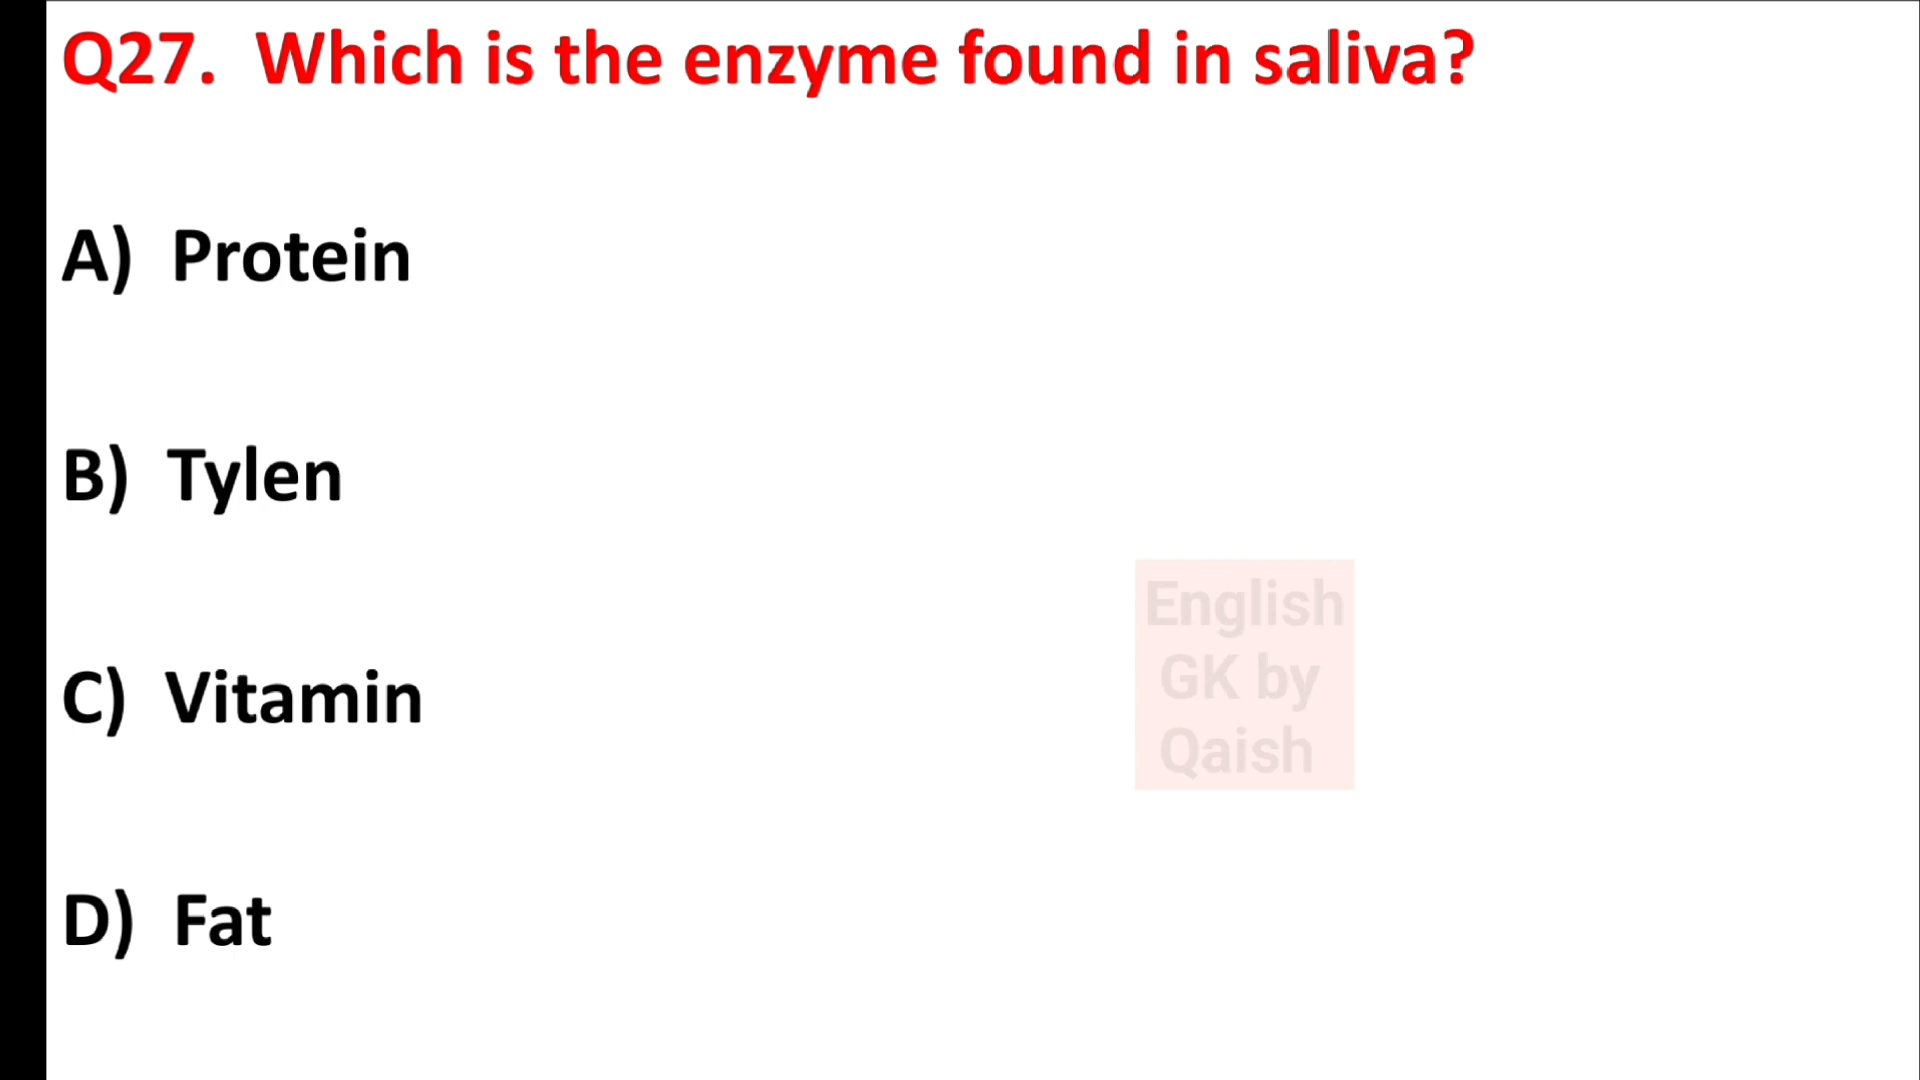 Q27. Which is the enzyme found in saliva?
A) Protein
B) Tylen
C) Vitamin
English
GK by
Qaish
D) Fat